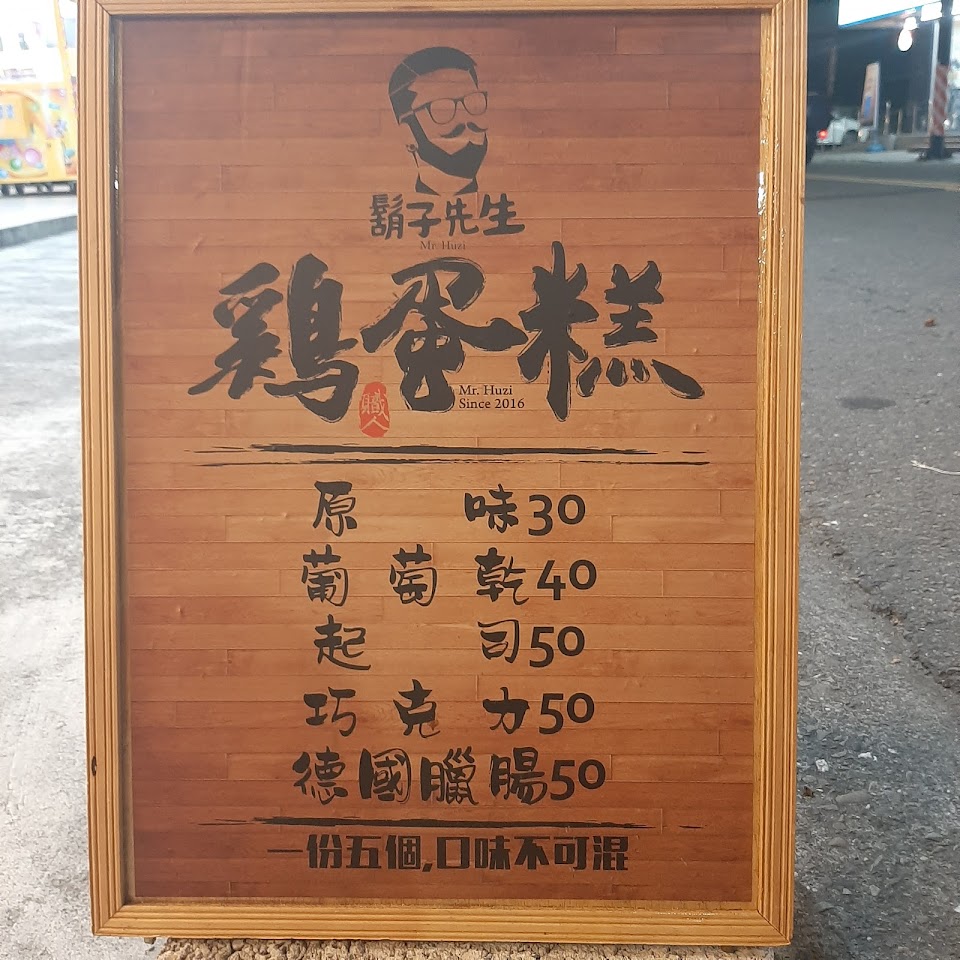 鬍子先生
Mr. Huzi
鷄蛋糕
職人
Mr. Huzi
Since 2016
原味30
葡萄乾40
起司50
巧克力50
德國臘腸50
一份五個,口味不可混